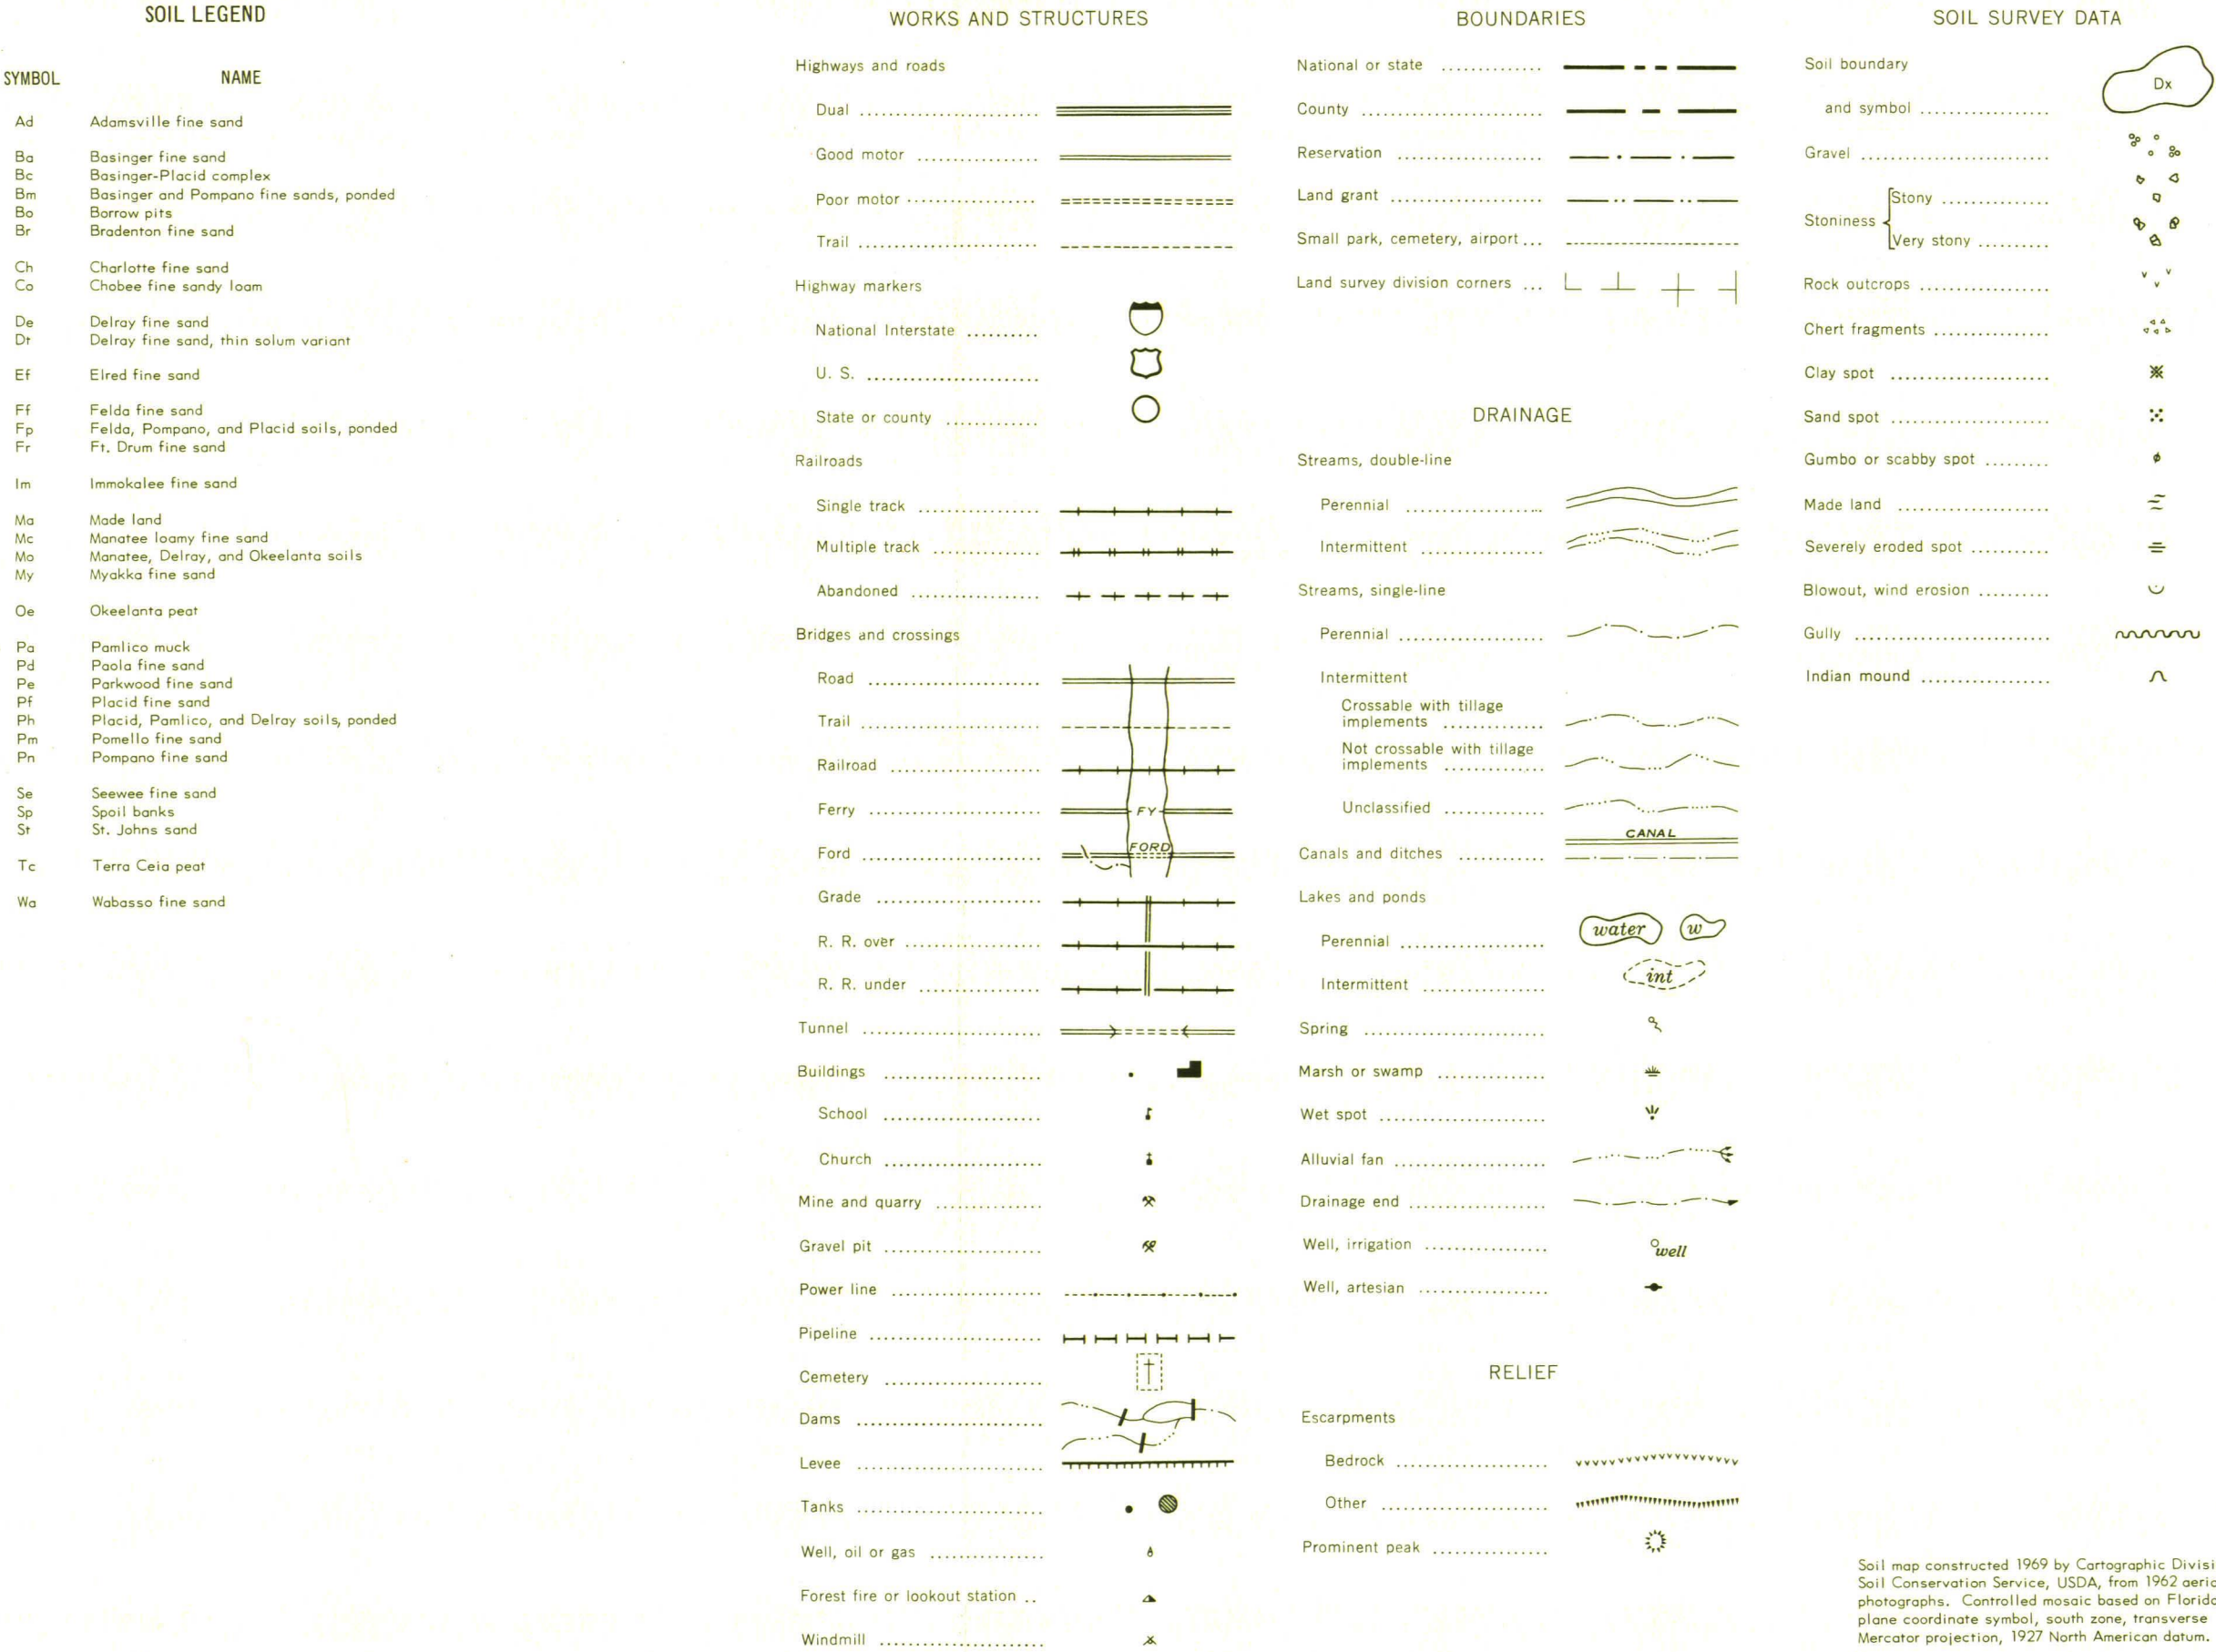 SOIL LEGEND
SYMBOL NAME
Ad Adamsville fine sand
Ba Basinger fine sand
Bc Basinger-Placid complex
Bm Basinger and Pompano fine sands, ponded
Bo Borrow pits
Br Bradenton fine sand
Ch Charlotte fine sand
Co Chobee fine sandy loam
De Delray fine sand
Dt Delray fine sand, thin solum variant
Ef Elred fine sand
Ff Felda fine sand
Fp Felda, Pompano, and Placid soils, ponded
Fr Ft. Drum fine sand
Im Immokalee fine sand
Ma Made land
Mc Manatee loamy fine sand
Mo Manatee, Delray, and Okeelanta soils
My Myakka fine sand
Oe Okeelanta peat
Pa Pamlico muck
Pd Paola fine sand
Pe Parkwood fine sand
Pf Placid fine sand
Ph Placid, Pamlico, and Delray soils, ponded
Pm Pomello fine sand
Pn Pompano fine sand
Se Seewee fine sand
Sp Spoil banks
St St. Johns sand
Tc Terra Ceia peat
Wa Wabasso fine sand
WORKS AND STRUCTURES
Highways and roads
Dual
Good motor
Poor motor
Trail
Highway markers
National Interstate
U. S.
State or county
Railroads
Single track
Multiple track
Abandoned
Bridges and crossings
Road
Trail
Railroad
Ferry FY
Ford FORD
Grade
R. R. over
R. R. under
Tunnel
Buildings
School
Church
Mine and quarry
Gravel pit
Power line
Pipeline
Cemetery
Dams
Levee
Tanks
Well, oil or gas
Forest fire or lookout station
Windmill
BOUNDARIES
National or state
County
Reservation
Land grant
Small park, cemetery, airport
Land survey division corners
DRAINAGE
Streams, double-line
Perennial
Intermittent
Streams, single-line
Perennial
Intermittent
Crossable with tillage
implements
Not crossable with tillage
implements
Unclassified
CANAL
Canals and ditches
Lakes and ponds
Perennial water w
Intermittent int
Spring
Marsh or swamp
Wet spot
Alluvial fan
Drainage end
Well, irrigation well
Well, artesian
RELIEF
Escarpments
Bedrock
Other
Prominent peak
SOIL SURVEY DATA
Soil boundary
Dx
and symbol
Gravel
Stony
Stoniness
Very stony
Rock outcrops
Chert fragments
Clay spot
Sand spot
Gumbo or scabby spot
Made land
Severely eroded spot
Blowout, wind erosion
Gully
Indian mound
Soil map constructed 1969 by Cartographic
Soil Conservation Service, USDA, from 1962
photographs. Controlled mosaic based on
plane coordinate symbol, south zone, transverse
Mercator projection, 1927 North American datum.